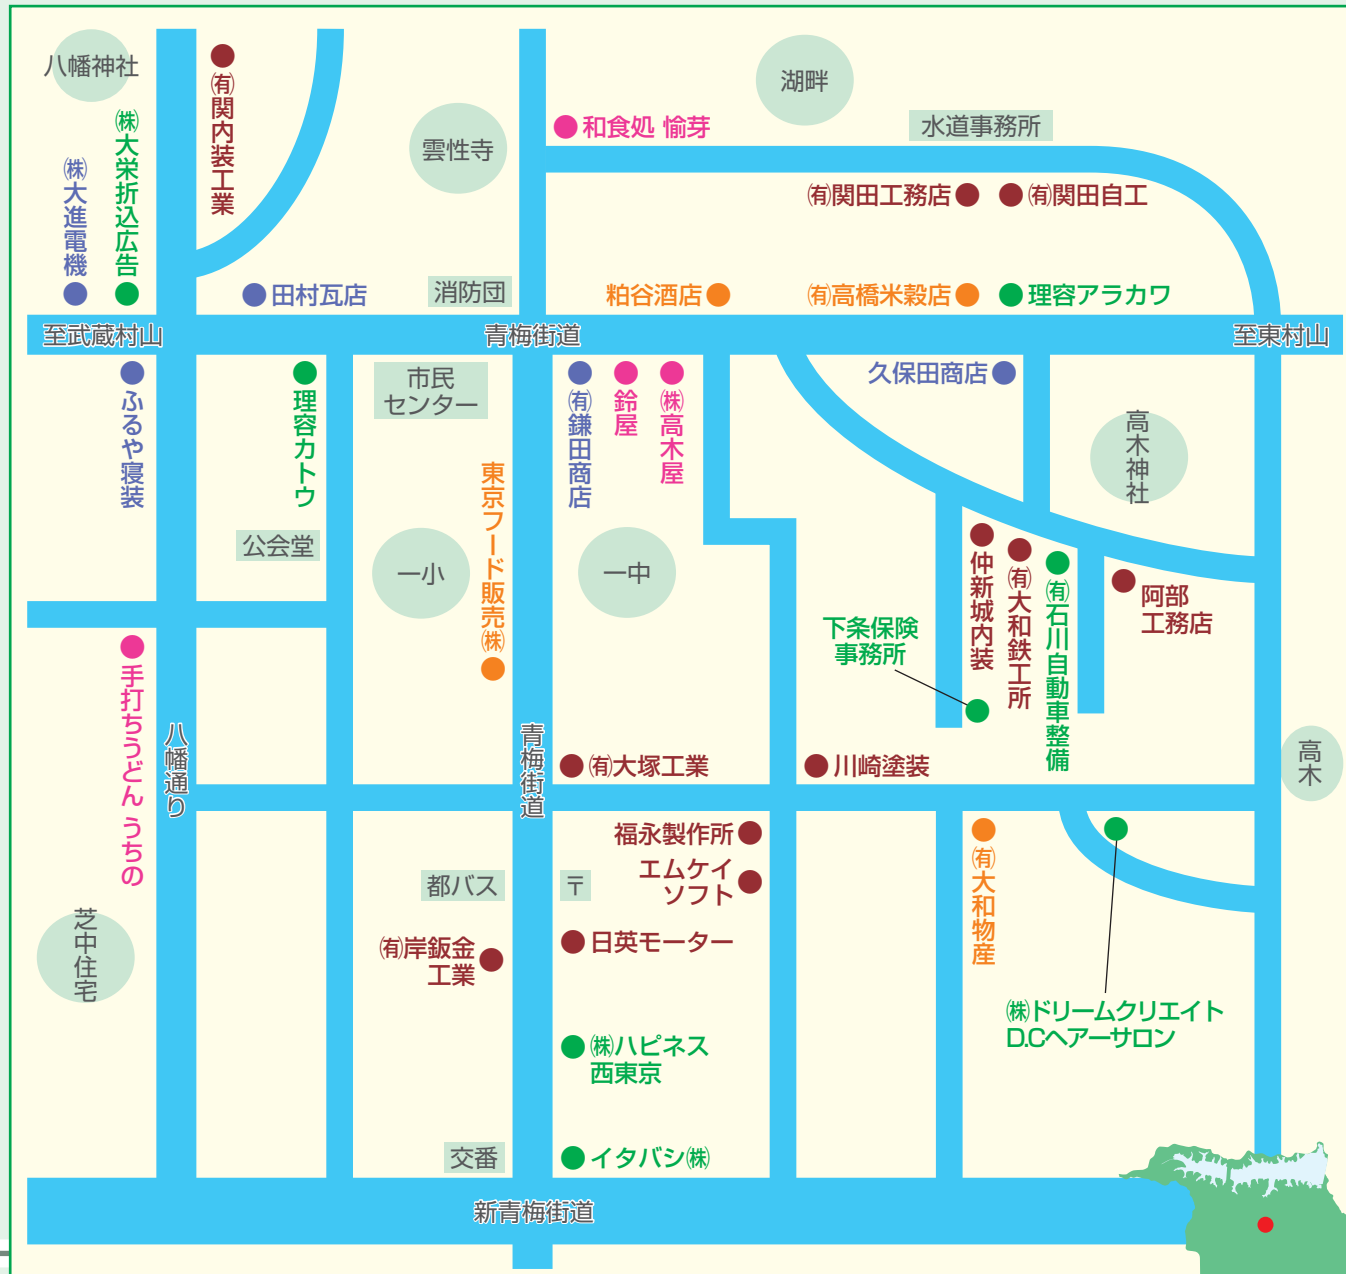 八幡神社
㈲関内装工業
㈱大栄折込広告
㈱大進電機
雲性寺
和食処 愉芽
湖畔
水道事務所
㈲関田工務店
㈲関田自工
田村瓦店
消防団
粕谷酒店
㈲高橋米穀店
理容アラカワ
至武蔵村山
青梅街道
至東村山
ふるや寝装
理容カトウ
市民
センター
㈲鎌田商店
鈴屋
㈱高木屋
久保田商店
高木神社
東京フード販売㈱
公会堂
一小
一中
仲新城内装
㈲大和鉄工所
㈲石川自動車整備
阿部
工務店
下条保険
事務所
手打ちうどん うちの
八幡通り
青梅街道
㈲大塚工業
川崎塗装
高木
福永製作所
エムケイ
ソフト
㈲大和物産
都バス
〒
芝中住宅
㈲岸鈑金
工業
日英モーター
㈱ドリームクリエイト
D.Cヘアーサロン
㈱ハピネス
西東京
交番
イタバシ㈱
新青梅街道